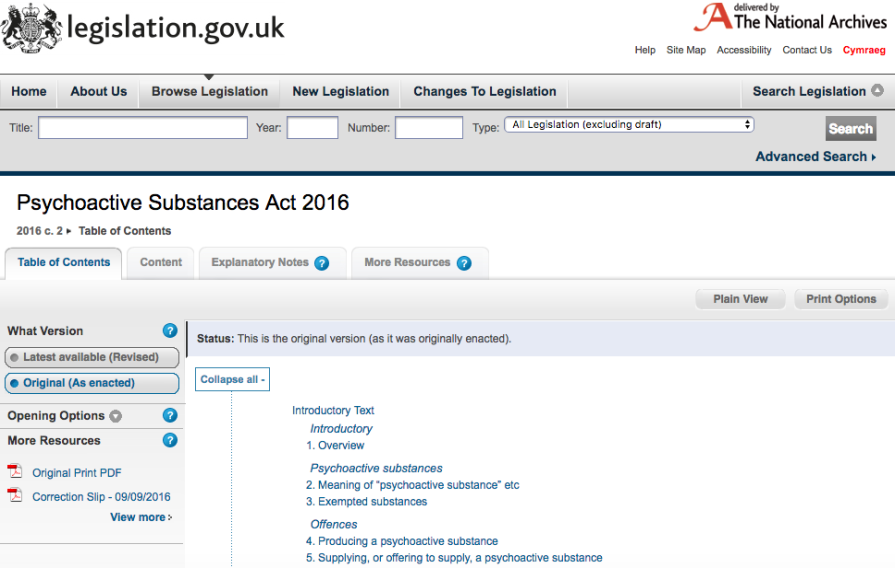 legislation.gov.uk
delivered by
The National Archives
Help Site Map Accessibility Contact Us Cymraeg
Home About Us Browse Legislation New Legislation Changes To Legislation Search Legislation
Title: Year: Number: Type: All Legislation (excluding draft) Search
Advanced Search
Psychoactive Substances Act 2016
2016 c. 2 Table of Contents
Table of Contents Content Explanatory Notes ? More Resources ?
Plain View Print Options
What Version ?
Latest available (Revised)
Original (As enacted)
Opening Options ?
More Resources ?
Original Print PDF
Correction Slip - 09/09/2016
View more
Status: This is the original version (as it was originally enacted).
Collapse all -
Introductory Text
Introductory
1. Overview
Psychoactive substances
2. Meaning of “psychoactive substance” etc
3. Exempted substances
Offences
4. Producing a psychoactive substance
5. Supplying, or offering to supply, a psychoactive substance